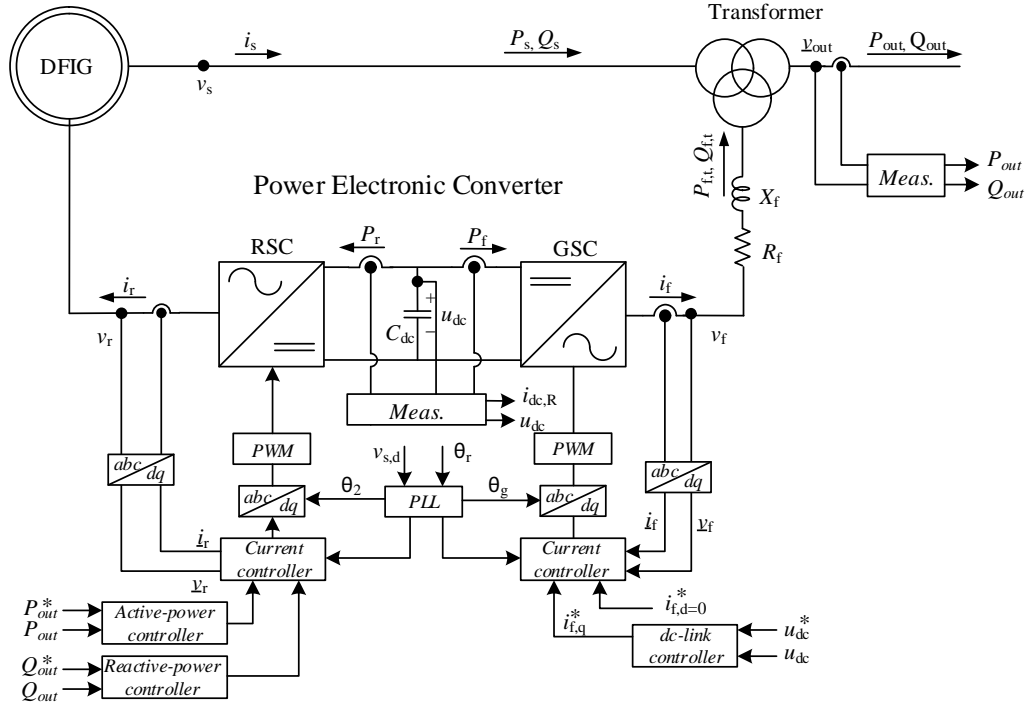 Transformer
DFIG
i_s
P_s, Q_s
v_s
v_out
P_out, Q_out
P_f,t, Q_f,t
Meas.
P_out
Q_out
Power Electronic Converter
X_f
R_f
RSC
P_r
P_f
GSC
i_r
v_r
+
C_dc
−
u_dc
i_f
v_f
Meas.
i_dc,R
u_dc
PWM
PWM
v_s,d
θ_r
abc/dq
abc/dq
θ_2
PLL
θ_g
abc/dq
abc/dq
i_r
v_r
Current
controller
Current
controller
i_f
v_f
P*_out
P_out
Active-power
controller
i*_f,q
i*_f,d=0
Q*_out
Q_out
Reactive-power
controller
dc-link
controller
u*_dc
u_dc